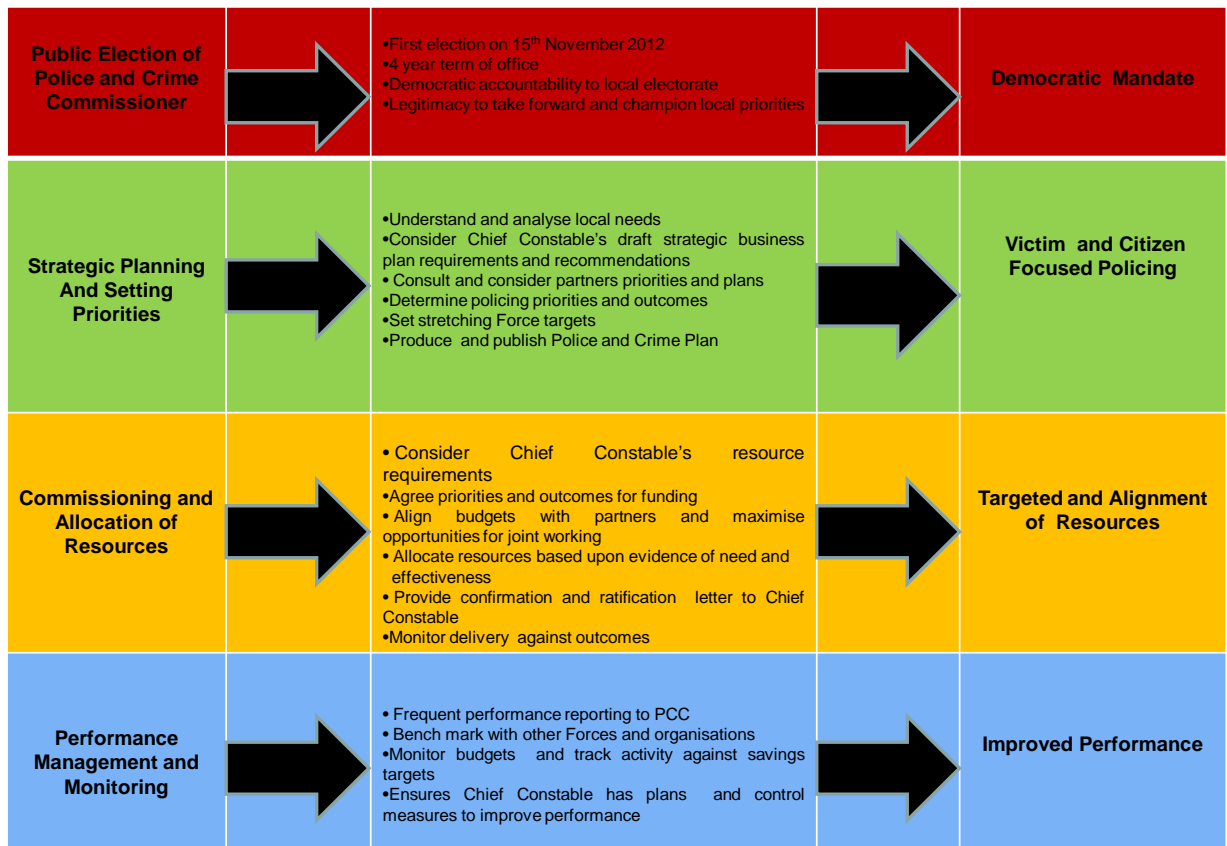 Public Election of
Police and Crime
Commissioner
•First election on 15th November 2012
•4 year term of office
•Democratic accountability to local electorate
•Legitimacy to take forward and champion local priorities
Democratic Mandate
Strategic Planning
And Setting
Priorities
•Understand and analyse local needs
•Consider Chief Constable's draft strategic business
plan requirements and recommendations
• Consult and consider partners priorities and plans
•Determine policing priorities and outcomes
•Set stretching Force targets
•Produce and publish Police and Crime Plan
Victim and Citizen
Focused Policing
Commissioning and
Allocation of
Resources
• Consider Chief Constable's resource
requirements
•Agree priorities and outcomes for funding
• Align budgets with partners and maximise
opportunities for joint working
• Allocate resources based upon evidence of need and
effectiveness
• Provide confirmation and ratification letter to Chief
Constable
•Monitor delivery against outcomes
Targeted and Alignment
of Resources
Performance
Management and
Monitoring
• Frequent performance reporting to PCC
• Bench mark with other Forces and organisations
•Monitor budgets and track activity against savings
targets
•Ensures Chief Constable has plans and control
measures to improve performance
Improved Performance